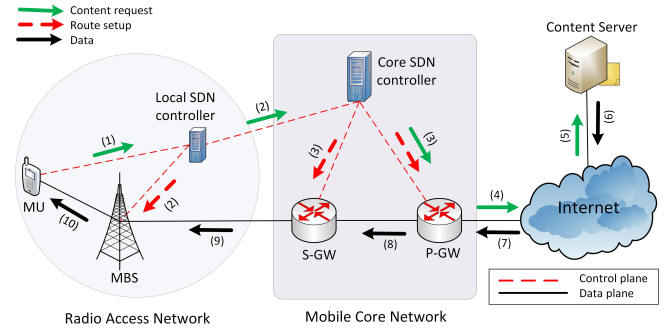 Content request
Route setup
Data
Content Server
Core SDN
controller
Local SDN
controller
(1)
(2)
(2)
(3)
(3)
(4)
(5)
(6)
(7)
(8)
(9)
(10)
MU
MBS
S-GW
P-GW
Internet
Control plane
Data plane
Radio Access Network
Mobile Core Network